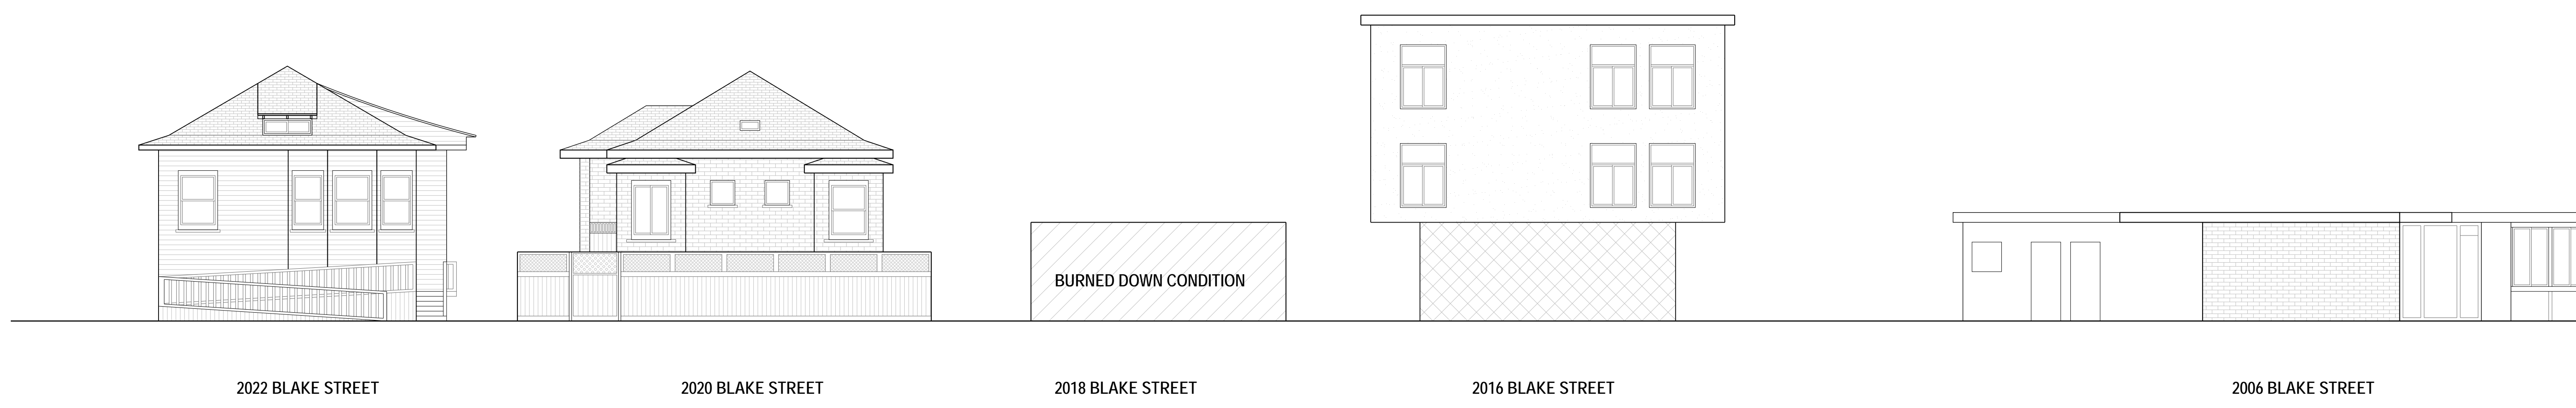 BURNED DOWN CONDITION
2022 BLAKE STREET
2020 BLAKE STREET
2018 BLAKE STREET
2016 BLAKE STREET
2006 BLAKE STREET